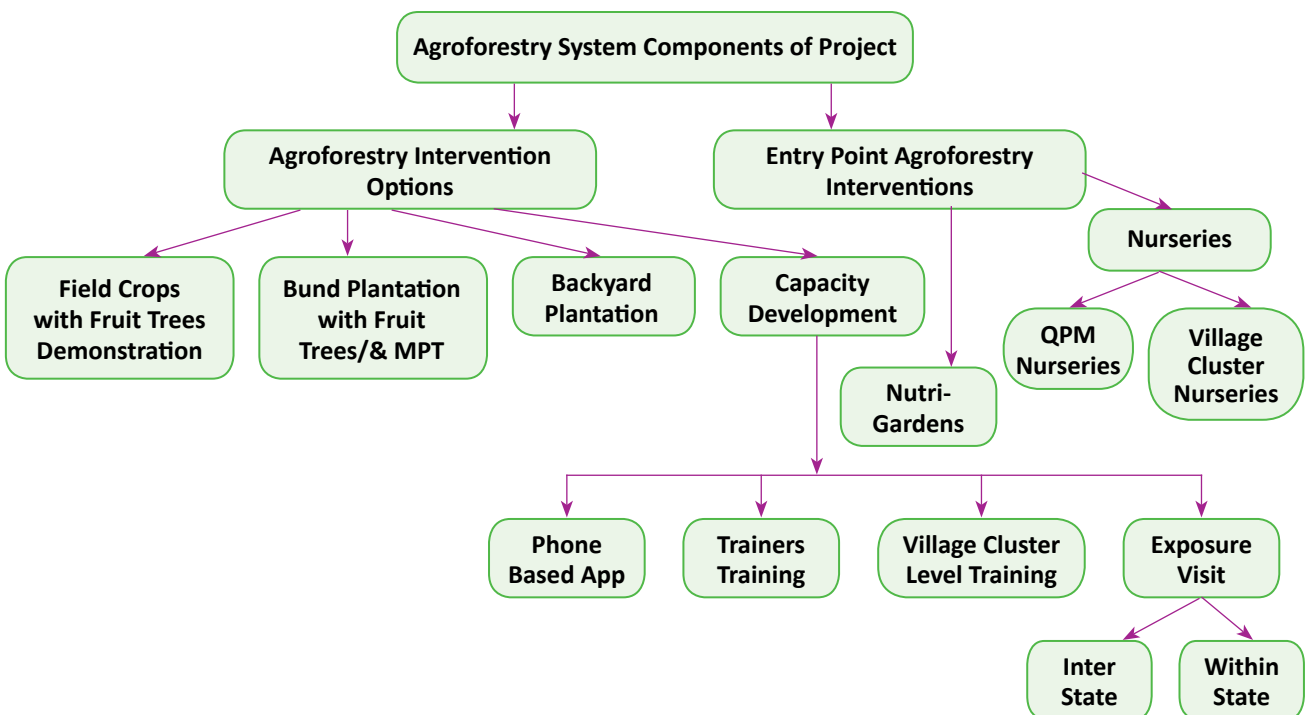 Agroforestry System Components of Project
Agroforestry Intervention
Options
Entry Point Agroforestry
Interventions
Nurseries
Field Crops
with Fruit Trees
Demonstration
Bund Plantation
with Fruit
Trees/& MPT
Backyard
Plantation
Capacity
Development
QPM
Nurseries
Village
Cluster
Nurseries
Nutri-
Gardens
Phone
Based App
Trainers
Training
Village Cluster
Level Training
Exposure
Visit
Inter
State
Within
State